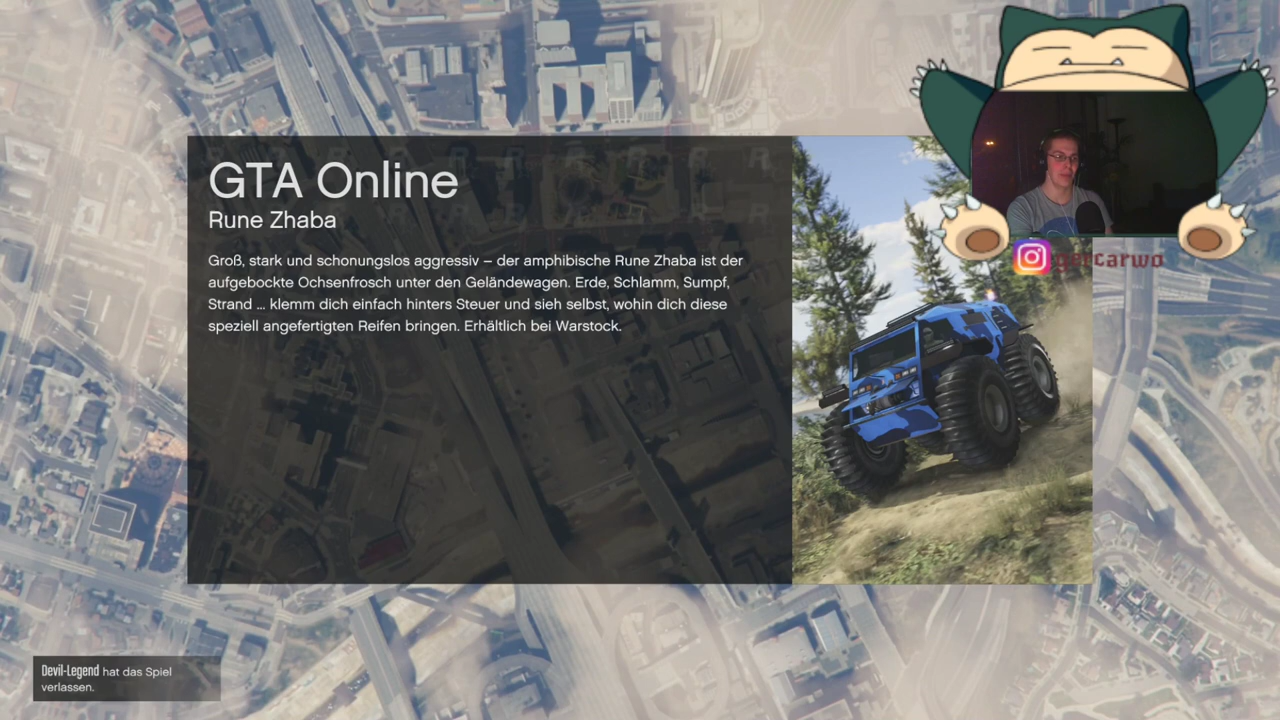 GTA Online
Rune Zhaba
Groß, stark und schonungslos aggressiv – der amphibische Rune Zhaba ist der
aufgebockte Ochsenfrosch unter den Geländewagen. Erde, Schlamm, Sumpf,
Strand ... klemm dich einfach hinters Steuer und sieh selbst, wohin dich diese
speziell angefertigten Reifen bringen. Erhältlich bei Warstock.
Devil-Legend hat das Spiel
verlassen.